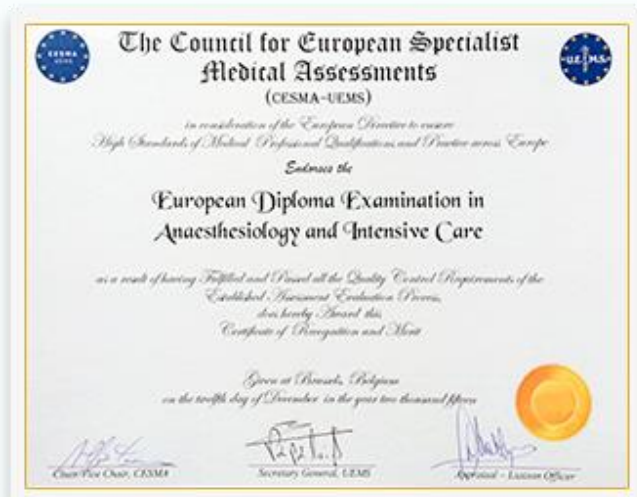 CESMA
UEMS
The Council for European Specialist
Medical Assessments
(CESMA-UEMS)
U.E.M.S.
in consideration of the European Directive to ensure
High Standards of Medical Professional Qualifications and Practice across Europe
Endorses the
European Diploma Examination in
Anaesthesiology and Intensive Care
as a result of having Fulfilled and Passed all the Quality Control Requirements of the
Established Assessment Evaluation Process,
does hereby Award this
Certificate of Recognition and Merit
Given at Brussels, Belgium
on the twelfth day of December in the year two thousand fifteen
Chair/Vice Chair, CESMA
Secretary General, UEMS
Appraisal - Liaison Officer